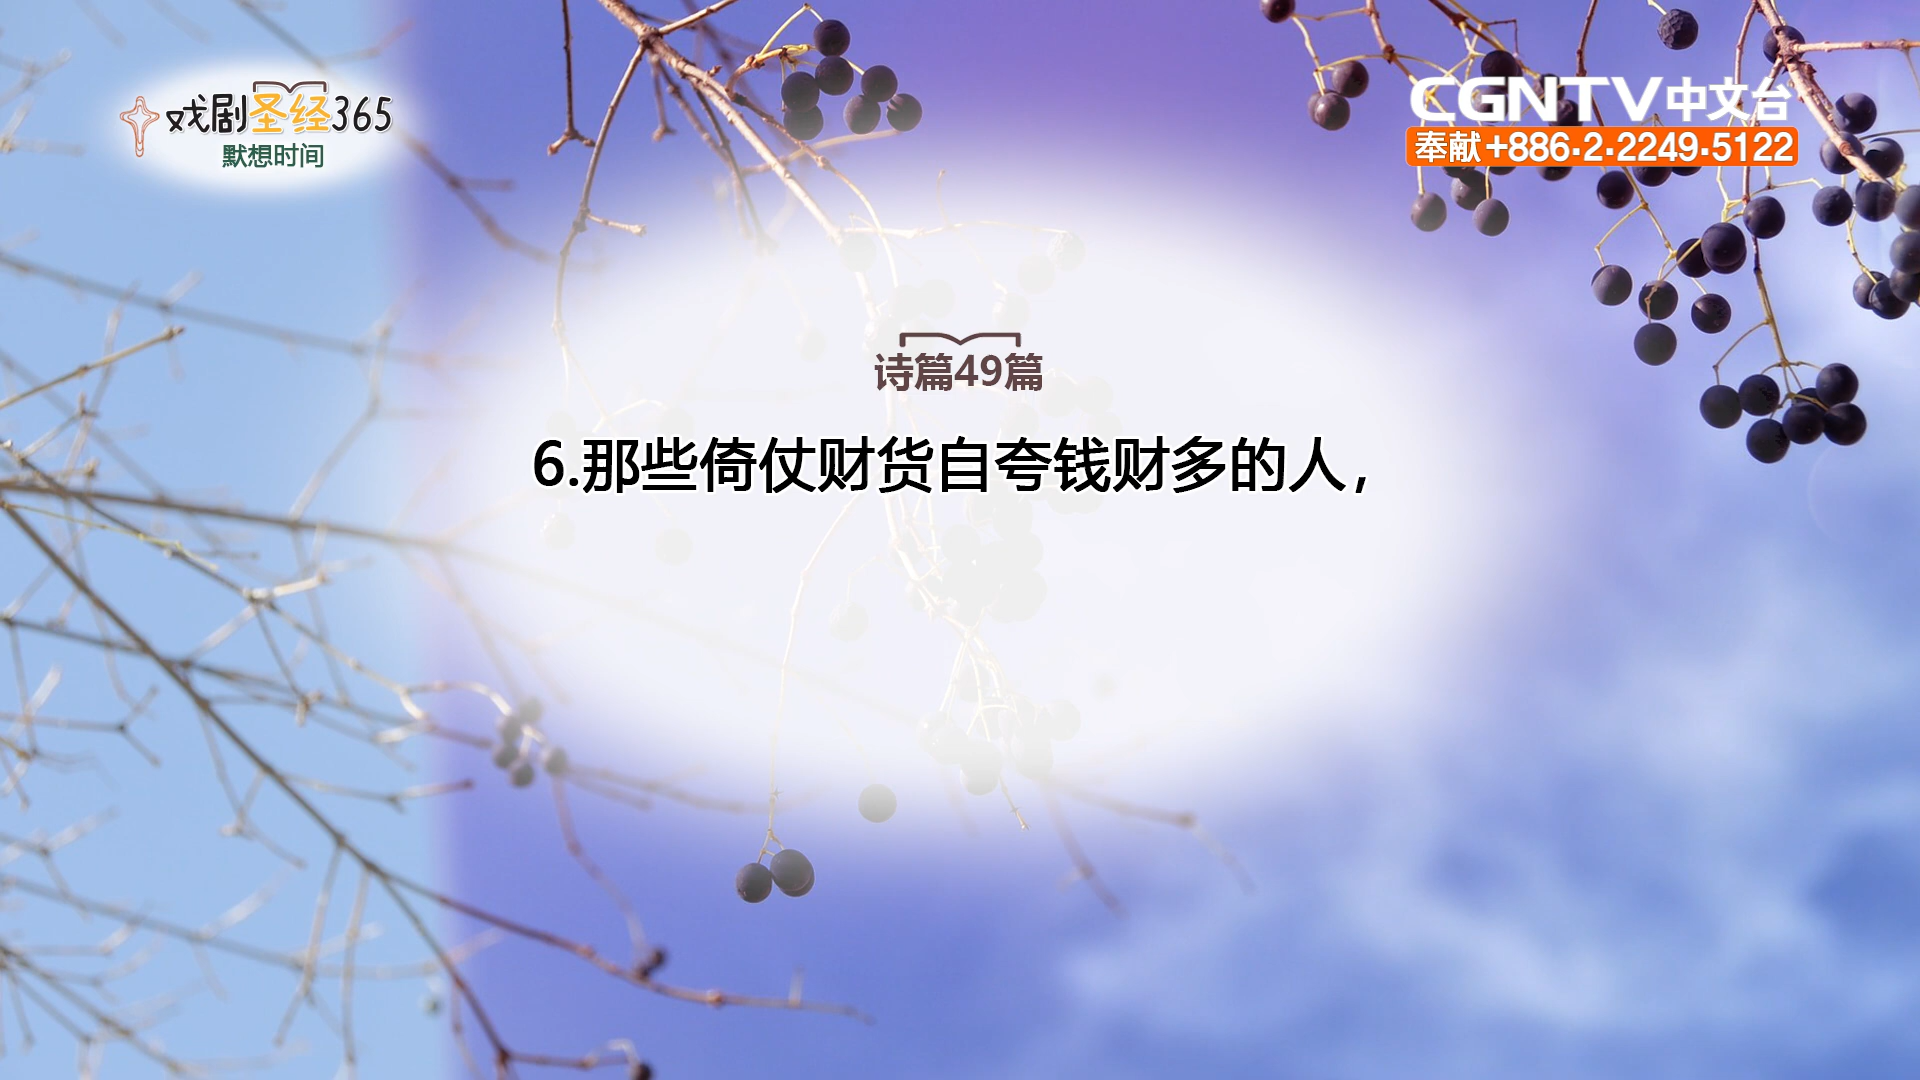 戏剧圣经365
默想时间
CGNTV中文台
奉献+886·2·2249·5122
诗篇49篇
6.那些倚仗财货自夸钱财多的人，